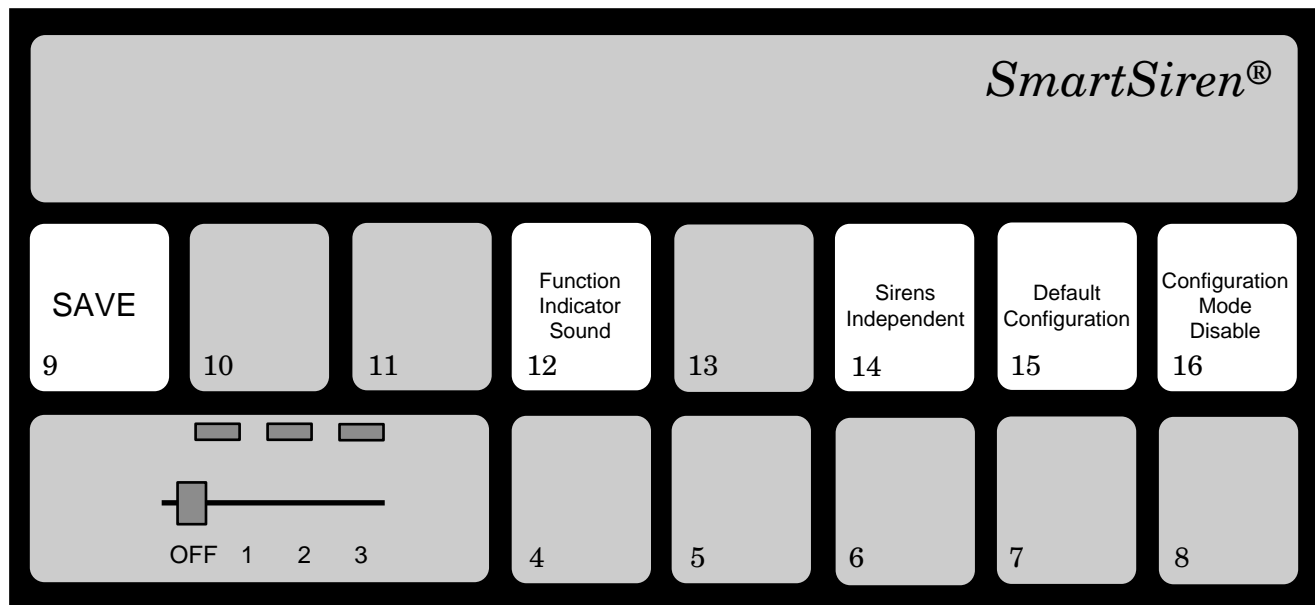 SmartSiren®
SAVE
9
10
11
Function
Indicator
Sound
12
13
Sirens
Independent
14
Default
Configuration
15
Configuration
Mode
Disable
16
OFF 1 2 3
4
5
6
7
8